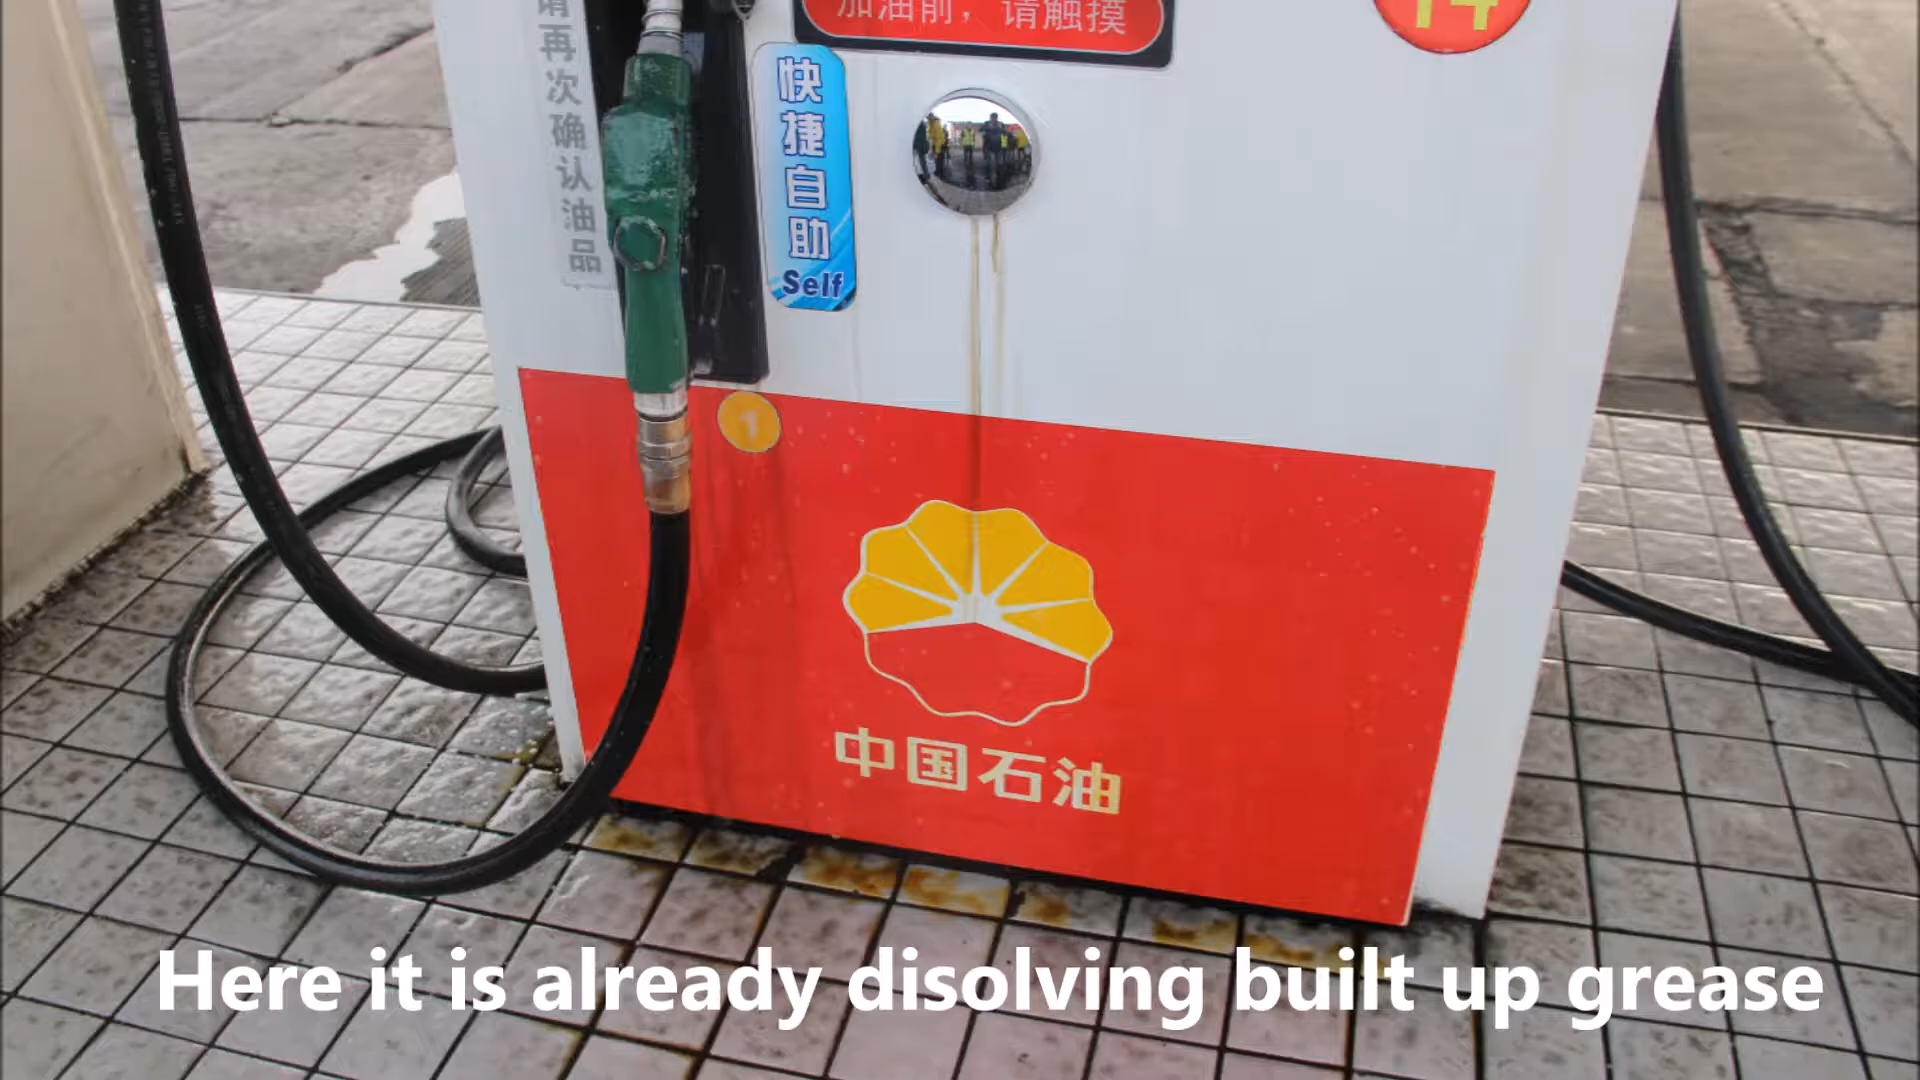 加油前，请触摸
14
请再次确认油品
快捷自助
Self
1
中国石油
Here it is already disolving built up grease